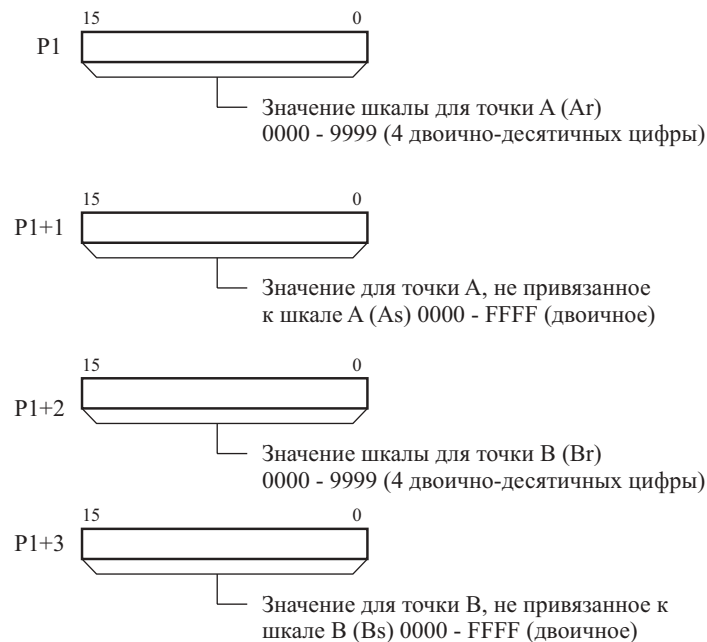 15 0
P1
Значение шкалы для точки A (Ar)
0000 - 9999 (4 двоично-десятичных цифры)
15 0
P1+1
Значение для точки A, не привязанное
к шкале A (As) 0000 - FFFF (двоичное)
15 0
P1+2
Значение шкалы для точки B (Br)
0000 - 9999 (4 двоично-десятичных цифры)
15 0
P1+3
Значение для точки B, не привязанное к
шкале B (Bs) 0000 - FFFF (двоичное)